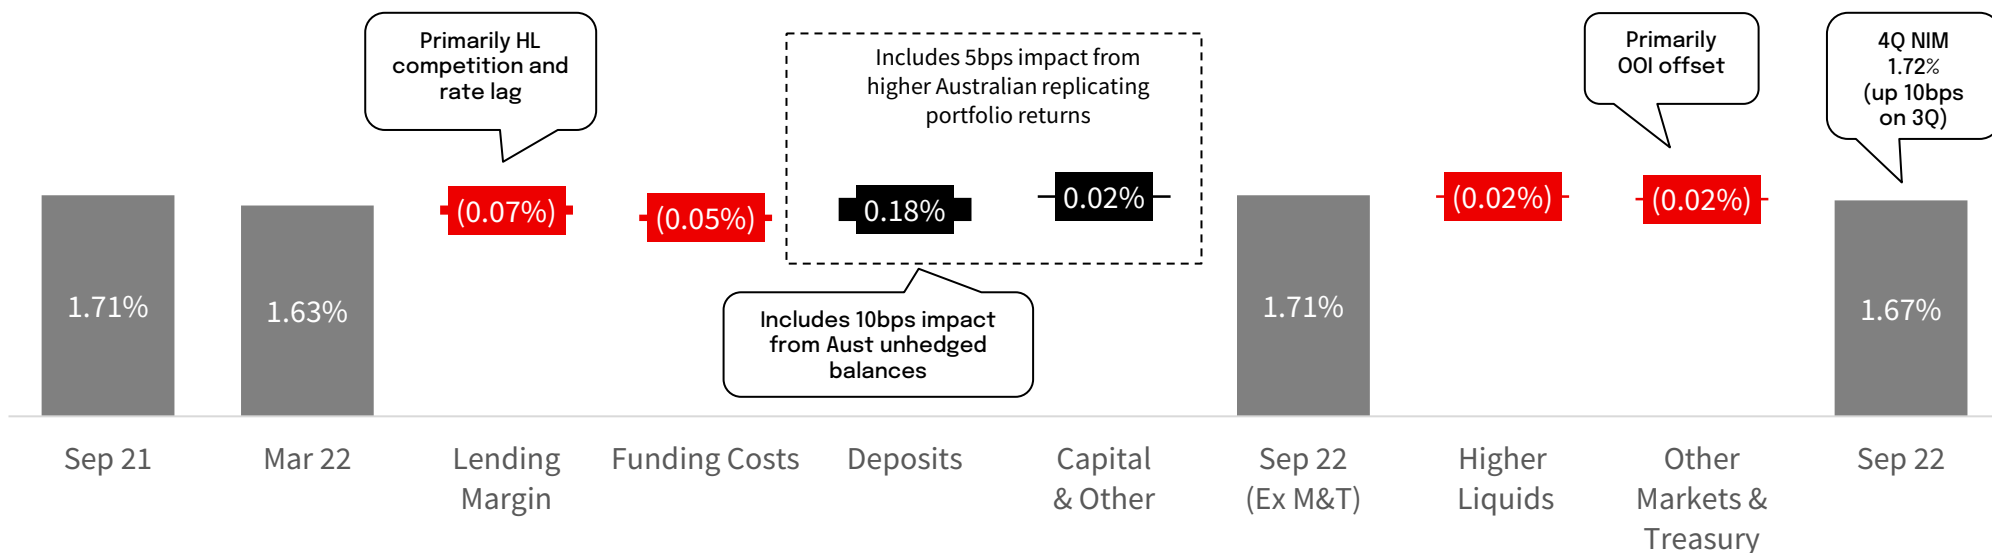 Primarily HL
competition and
rate lag
Includes 5bps impact from
higher Australian replicating
portfolio returns
Primarily
OOI offset
4Q NIM
1.72%
(up 10bps
on 3Q)
(0.07%)
(0.05%)
0.18%
0.02%
(0.02%)
(0.02%)
1.71%
1.63%
Includes 10bps impact
from Aust unhedged
balances
1.71%
1.67%
Sep 21
Mar 22
Lending
Margin
Funding Costs
Deposits
Capital
& Other
Sep 22
(Ex M&T)
Higher
Liquids
Other
Markets &
Treasury
Sep 22